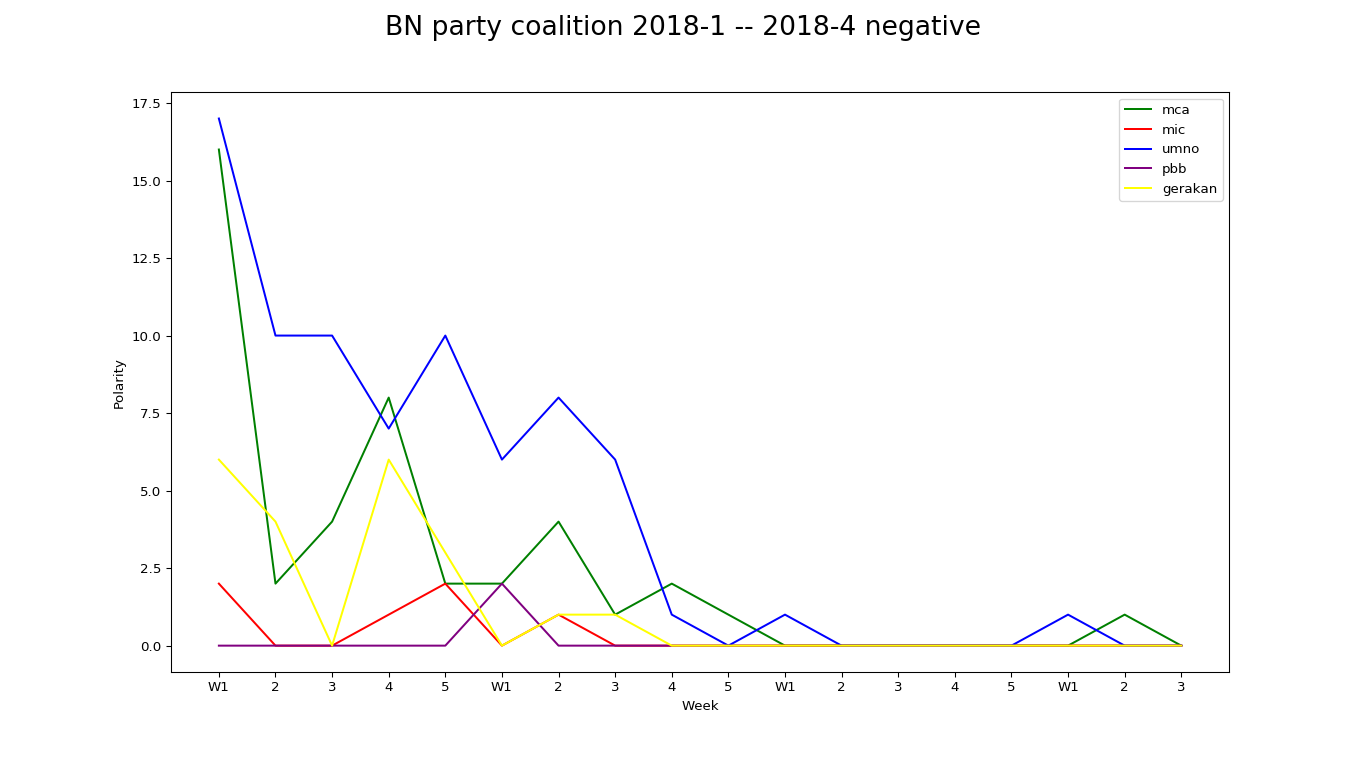 BN party coalition 2018-1 -- 2018-4 negative
17.5
15.0
12.5
10.0
7.5
5.0
2.5
0.0
Polarity
mca
mic
umno
pbb
gerakan
W1 2 3 4 5 W1 2 3 4 5 W1 2 3 4 5 W1 2 3
Week